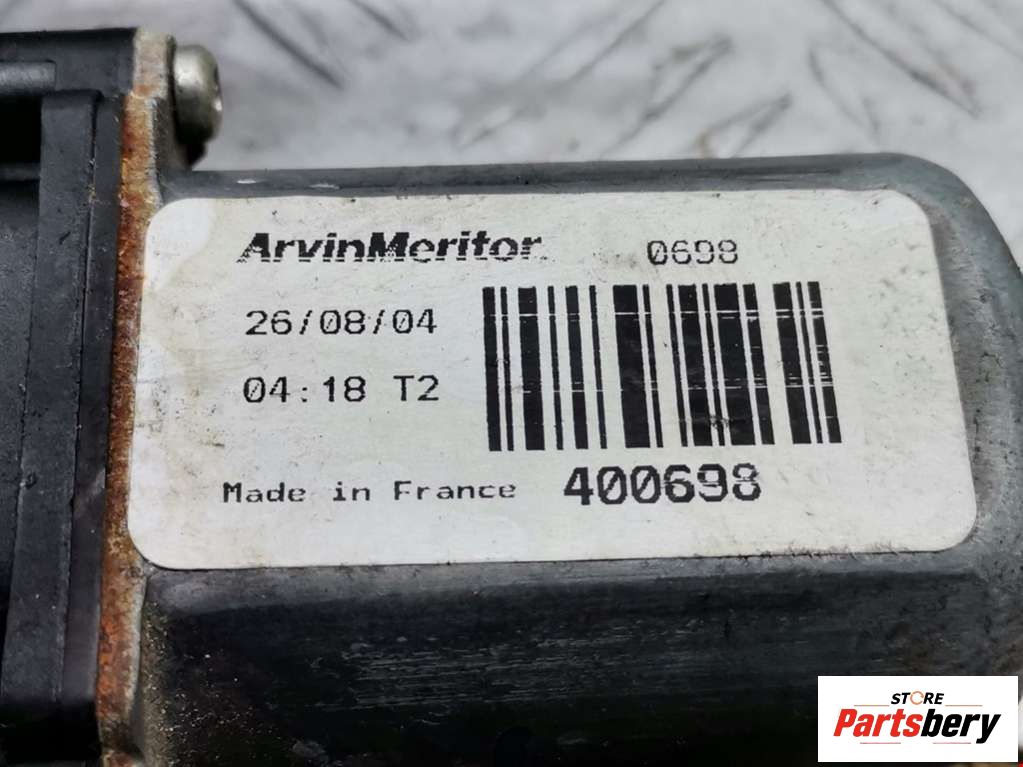 ArvinMeritor. 0698
26/08/04
04:18 T2
Made in France 400698
STORE
Partsbery